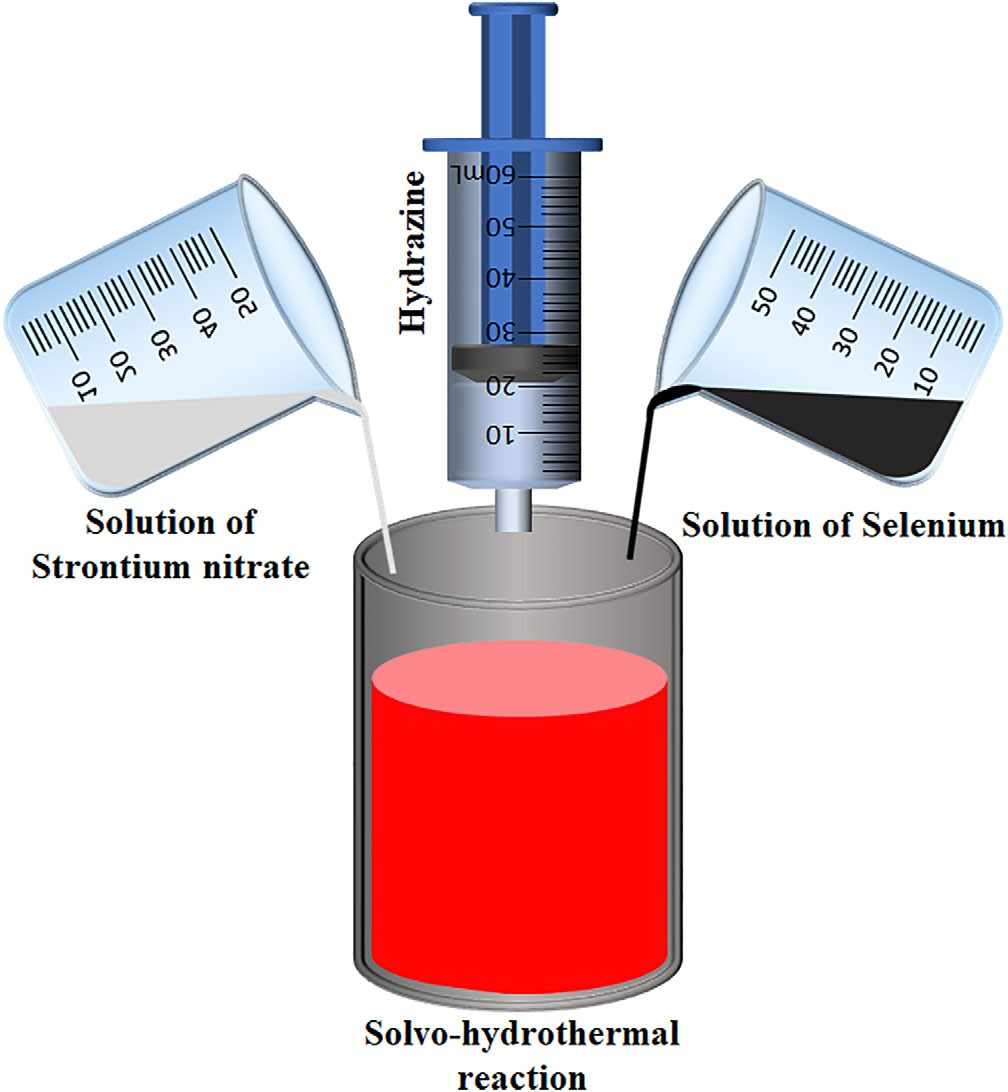 Hydrazine
60mL
50
40
30
20
10
10
20
30
40
50
50
40
30
20
10
Solution of
Strontium nitrate
Solution of Selenium
Solvo-hydrothermal
reaction